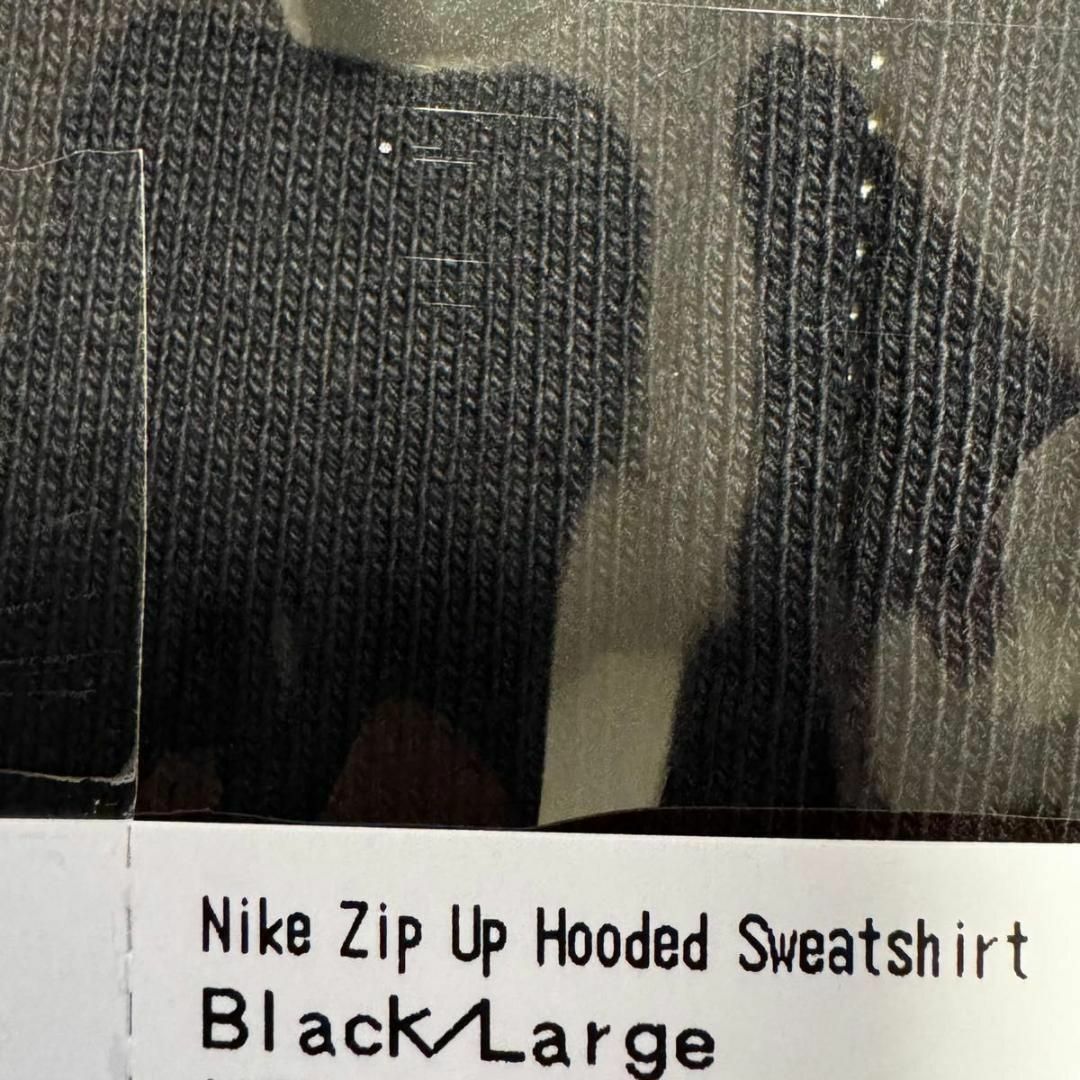 Nike Zip Up Hooded Sweatshirt
Black/Large